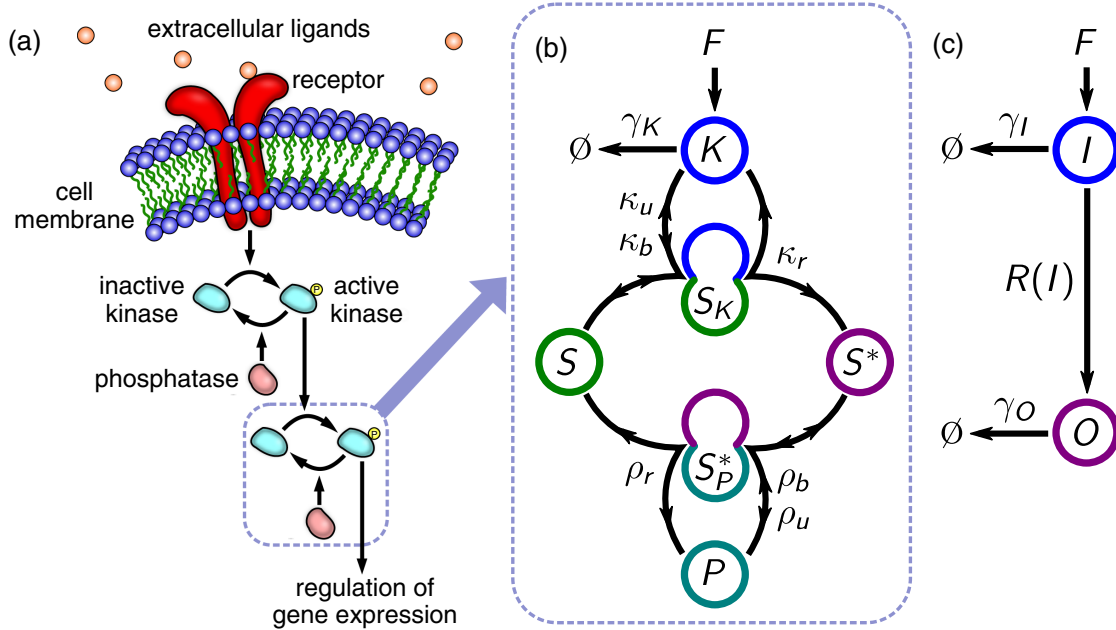 (a)
extracellular ligands
receptor
cell
membrane
inactive
kinase
P
active
kinase
phosphatase
P
regulation of
gene expression
(b)
F
∅
γK
K
κu
κb
κr
SK
S
S*
S*P
ρr
ρb
ρu
P
(c)
F
∅
γI
I
R(I)
∅
γO
O